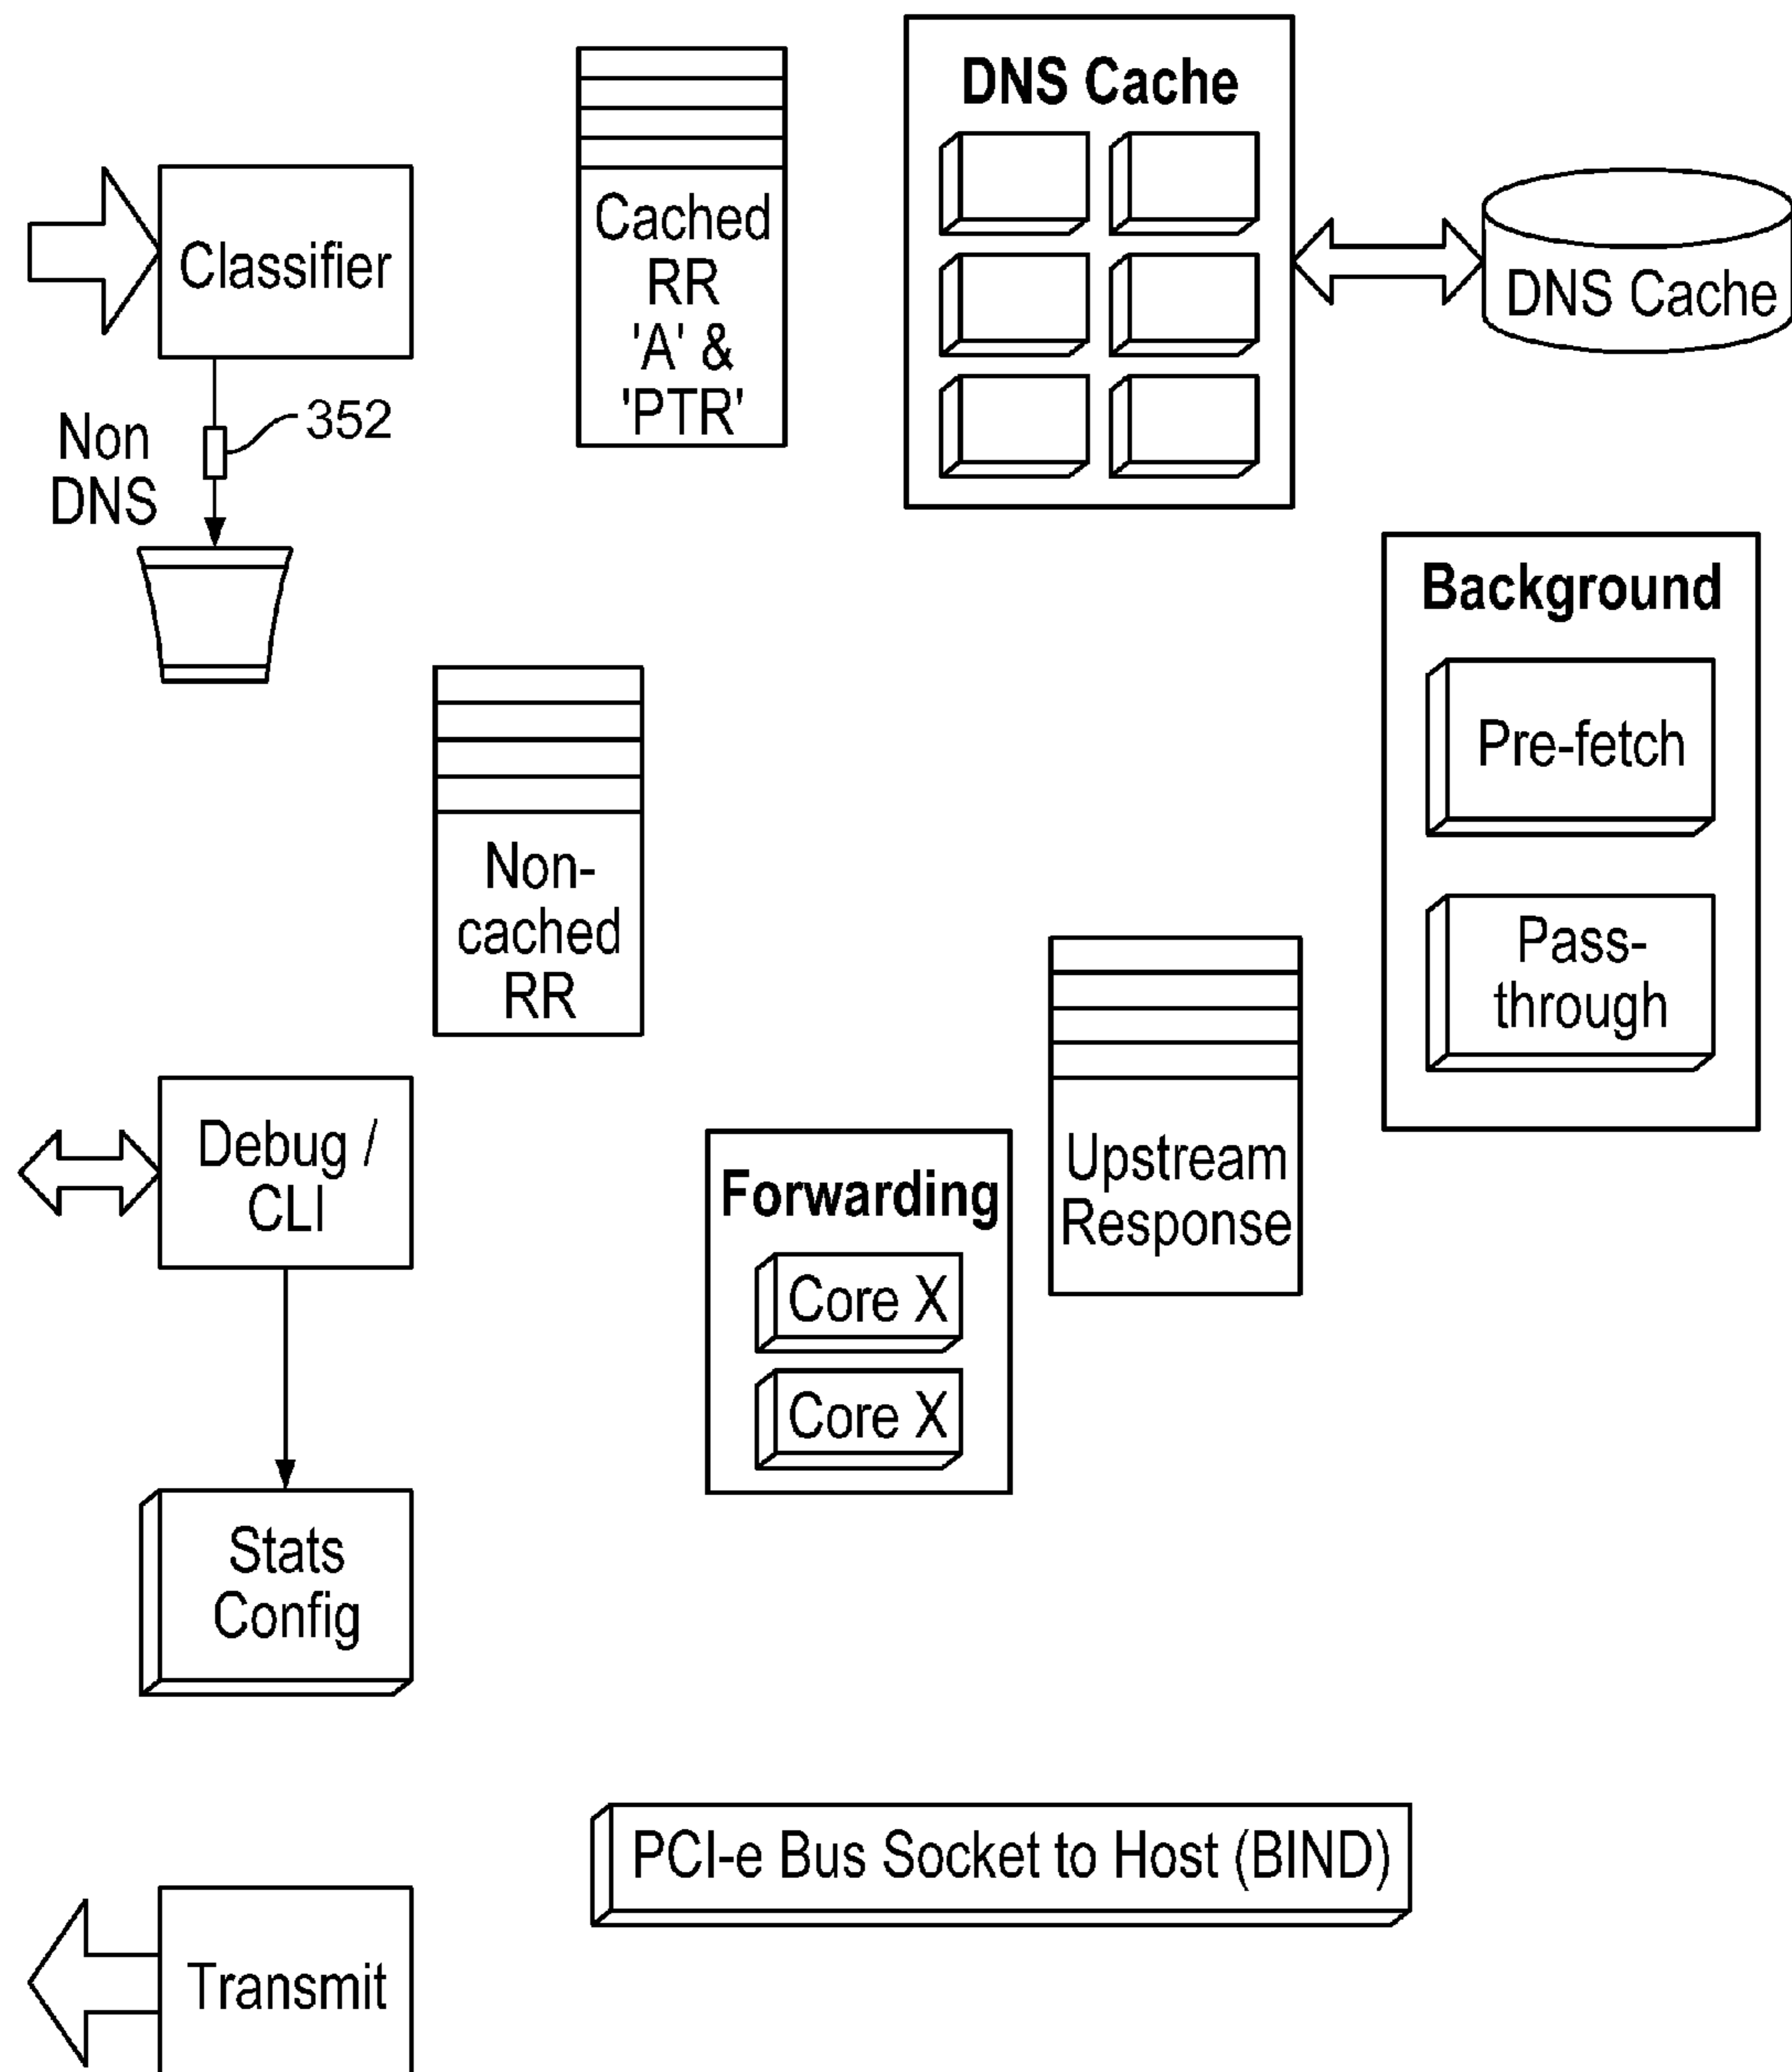 DNS Cache
Cached
RR
'A' &
'PTR'
Classifier
DNS Cache
352
Non
DNS
Background
Pre-fetch
Non-
cached
RR
Pass-
through
Debug /
CLI
Forwarding
Core X
Core X
Upstream
Response
Stats
Config
PCI-e Bus Socket to Host (BIND)
Transmit